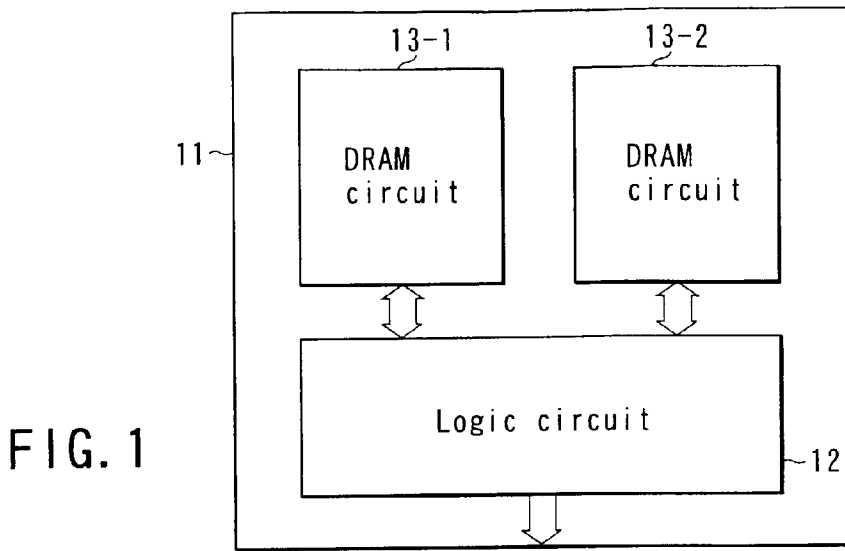 13-1
13-2
11
DRAM
circuit
DRAM
circuit
Logic circuit
12
FIG. 1